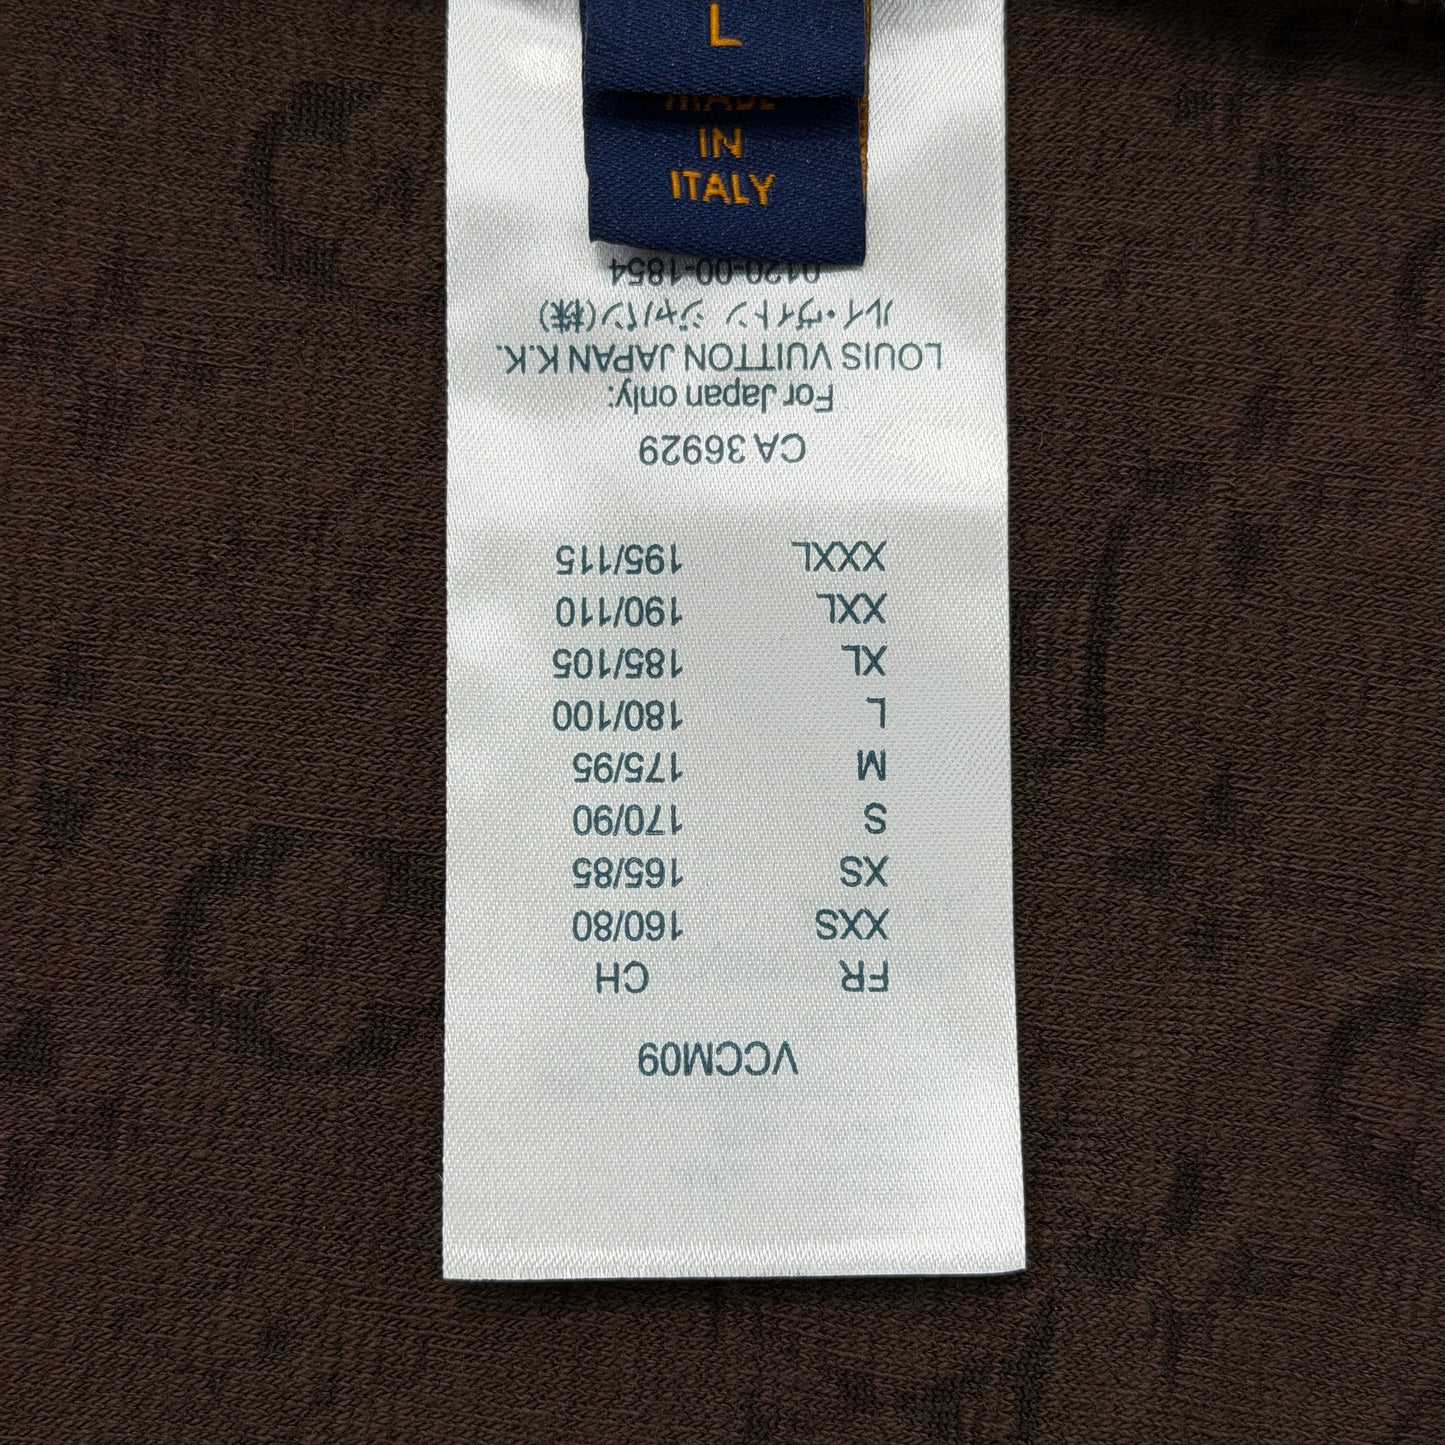 L
MADE
IN
ITALY
VCCM09
FR CH
XXS 160/80
XS 165/85
S 170/90
M 175/95
L 180/100
XL 185/105
XXL 190/110
XXXL 195/115
CA 36929
For Japan only:
LOUIS VUITTON JAPAN K.K.
ルイ・ヴィトン ジャパン(株)
0120-00-1854